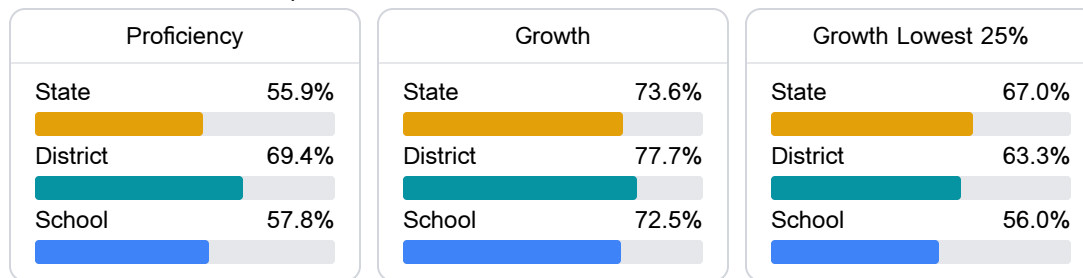 Proficiency
State 55.9%
District 69.4%
School 57.8%
Growth
State 73.6%
District 77.7%
School 72.5%
Growth Lowest 25%
State 67.0%
District 63.3%
School 56.0%